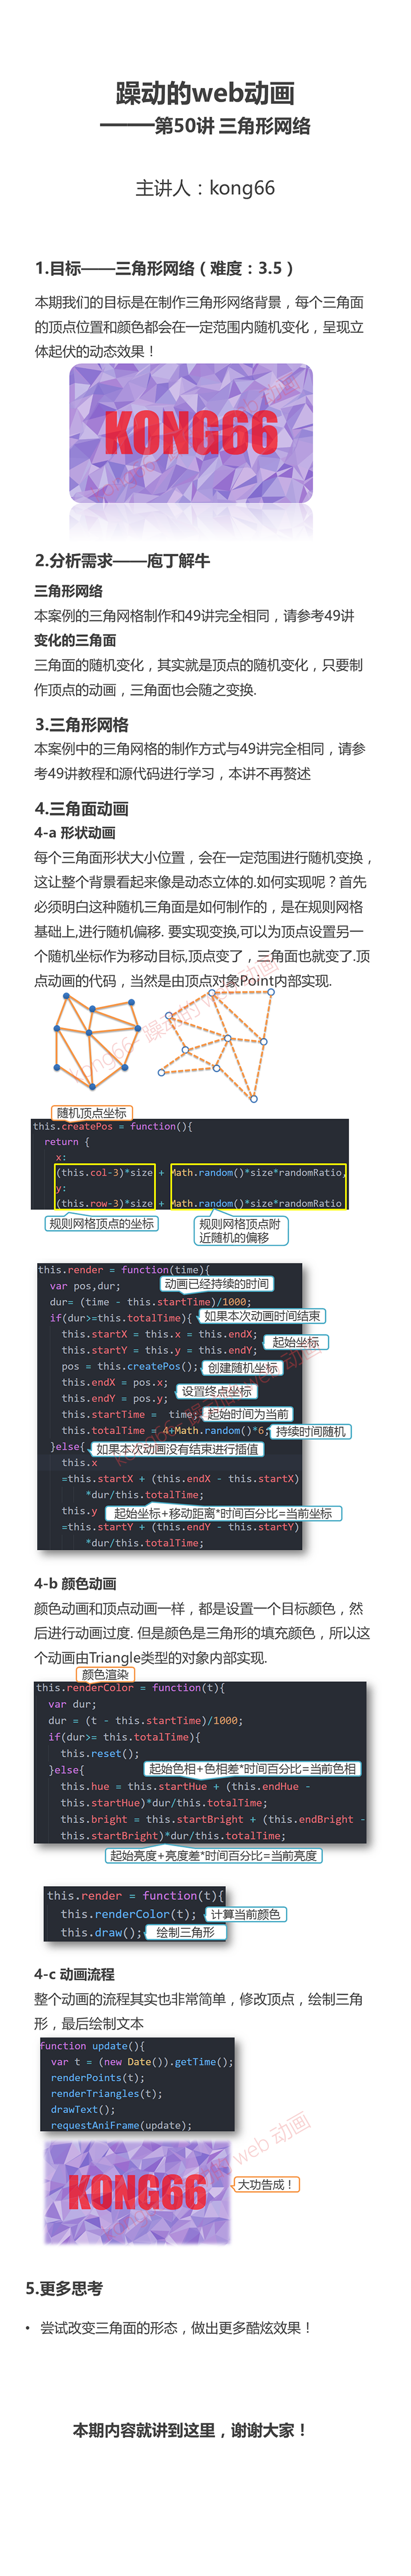 躁动的web动画
——第50讲 三角形网络
主讲人：kong66
1.目标——三角形网络（难度：3.5）
本期我们的目标是在制作三角形网络背景，每个三角面
的顶点位置和颜色都会在一定范围内随机变化，呈现立
体起伏的动态效果！
KONG66
2.分析需求——庖丁解牛
三角形网络
本案例的三角网格制作和49讲完全相同，请参考49讲
变化的三角面
三角面的随机变化，其实就是顶点的随机变化，只要制
作顶点的动画，三角面也会随之变换.
3.三角形网格
本案例中的三角网格的制作方式与49讲完全相同，请参
考49讲教程和源代码进行学习，本讲不再赘述
4.三角面动画
4-a 形状动画
每个三角面形状大小位置，会在一定范围进行随机变换，
这让整个背景看起来像是动态立体的.如何实现呢？首先
必须明白这种随机三角面是如何制作的，是在规则网格
基础上,进行随机偏移. 要实现变换,可以为顶点设置另一
个随机坐标作为移动目标,顶点变了，三角面也就变了.顶
点动画的代码，当然是由顶点对象Point内部实现.
kong66- 躁动的 web 动画
随机顶点坐标
this.createPos = function(){
return {
x:
(this.col-3)*size + Math.random()*size*randomRatio,
y:
(this.row-3)*size + Math.random()*size*randomRatio
规则网格顶点的坐标
规则网格顶点附
近随机的偏移
this.render = function(time){
var pos,dur; 动画已经持续的时间
dur= (time - this.startTime)/1000;
if(dur>=this.totalTime){ 如果本次动画时间结束
this.startX = this.x = this.endX;
this.startY = this.y = this.endY; 起始坐标
pos = this.createPos(); 创建随机坐标
this.endX = pos.x;
this.endY = pos.y; 设置终点坐标
this.startTime = time; 起始时间为当前
this.totalTime = 4+Math.random()*6; 持续时间随机
}else{ 如果本次动画没有结束进行插值
this.x
=this.startX + (this.endX - this.startX)
*dur/this.totalTime;
this.y 起始坐标+移动距离*时间百分比=当前坐标
=this.startY + (this.endY - this.startY)
*dur/this.totalTime;
4-b 颜色动画
颜色动画和顶点动画一样，都是设置一个目标颜色，然
后进行动画过度. 但是颜色是三角形的填充颜色，所以这
个动画由Triangle类型的对象内部实现.
颜色渲染
this.renderColor = function(t){
var dur;
dur = (t - this.startTime)/1000;
if(dur>= this.totalTime){
this.reset();
}else{ 起始色相+色相差*时间百分比=当前色相
this.hue = this.startHue + (this.endHue -
this.startHue)*dur/this.totalTime;
this.bright = this.startBright + (this.endBright -
this.startBright)*dur/this.totalTime;
起始亮度+亮度差*时间百分比=当前亮度
this.render = function(t){
this.renderColor(t); 计算当前颜色
this.draw(); 绘制三角形
4-c 动画流程
整个动画的流程其实也非常简单，修改顶点，绘制三角
形，最后绘制文本
function update(){
var t = (new Date()).getTime();
renderPoints(t);
renderTriangles(t);
drawText();
requestAniFrame(update);
web 动画
KONG66
大功告成！
5.更多思考
• 尝试改变三角面的形态，做出更多酷炫效果！
本期内容就讲到这里，谢谢大家！